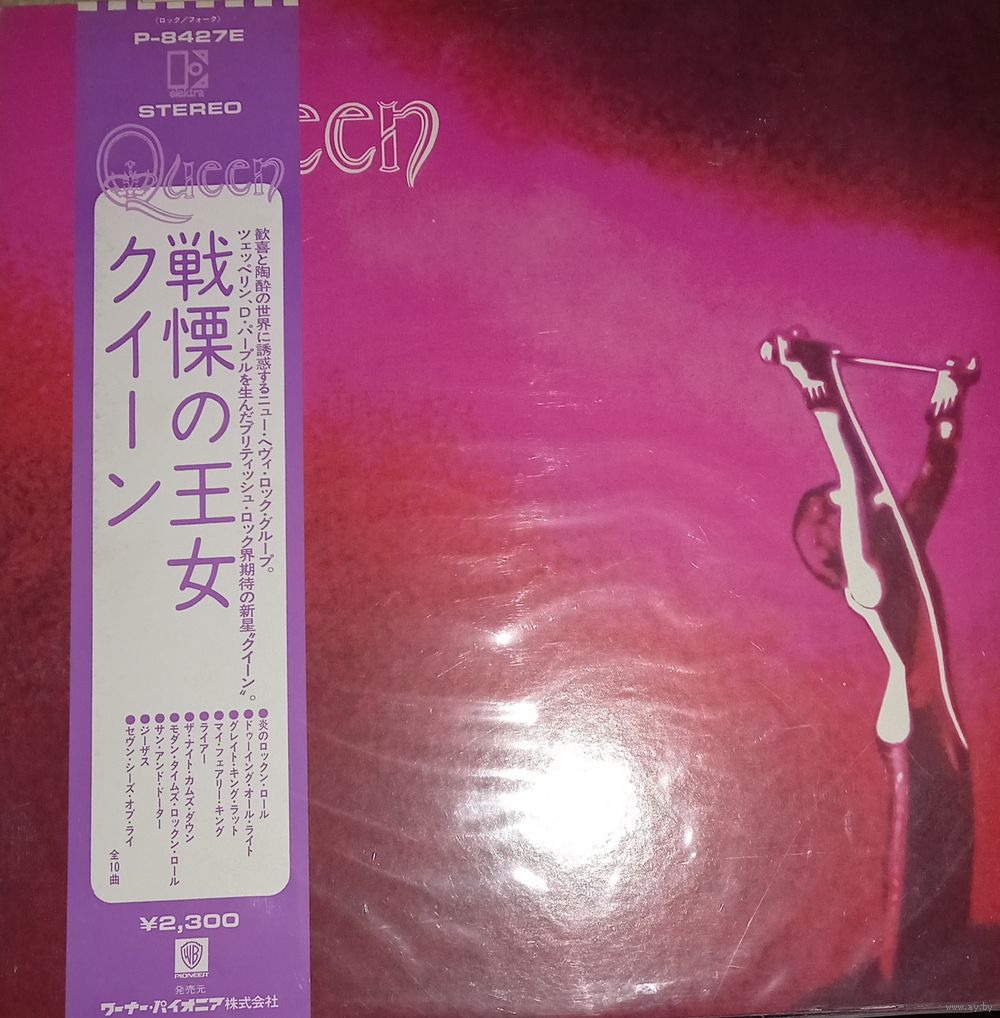 (ロック／フォーク)
P-8427E
elektra
STEREO
Queen
een
歓喜と陶酔の世界に誘惑するニュー・ヘヴィ・ロック・グループ。
ツェッペリン、D・パープルを生んだブリティッシュ・ロック界期待の新星“クイーン”。
戦慄の王女
クイーン
●炎のロックン・ロール
●ドゥーイング・オール・ライト
●グレイト・キング・ラット
●マイ・フェアリー・キング
●ライアー
●ザ・ナイト・カムズ・ダウン
●モダン・タイムズ・ロックン・ロール
●サン・アンド・ドーター
●ジーザス
●セヴン・シーズ・オブ・ライ
全10曲
¥2,300
WB
PIONEER
発売元
ワーナー・パイオニア株式会社
www.ay.by